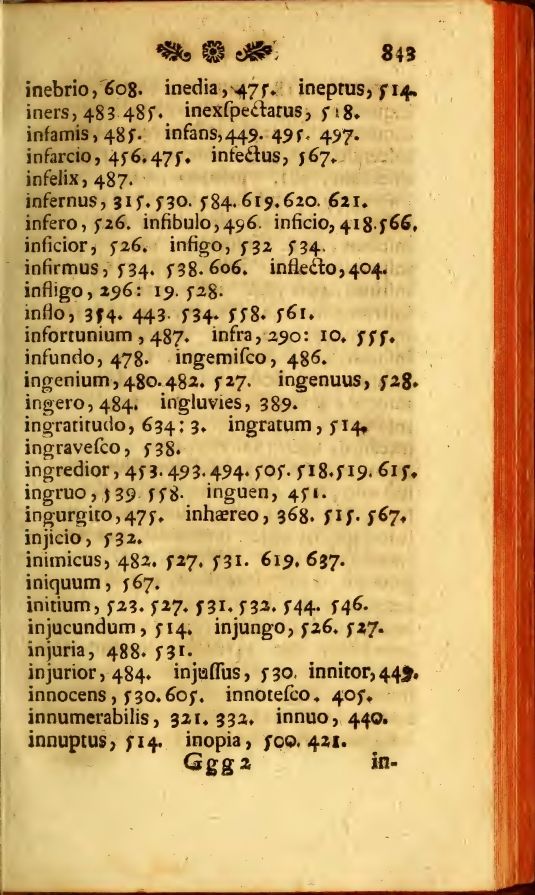 843
inebrio, 608. inedia, 475. ineptus, 514.
iners, 483 485. inexſpectatus, 518.
infamis, 485. infans, 449. 495. 497.
infarcio, 456. 475. infectus, 567.
infelix, 487.
infernus, 315. 530. 584. 619. 620. 621.
infero, 526. infibulo, 496. inficio, 418. 566.
inficior, 526. infigo, 532 534.
infirmus, 534. 538. 606. inflecto, 404.
infligo, 296: 19. 528.
inflo, 354. 443. 534. 558. 561.
infortunium, 487. infra, 290: 10. 555.
infundo, 478. ingemiſco, 486.
ingenium, 480. 482. 527. ingenuus, 528.
ingero, 484. ingluvies, 389.
ingratitudo, 634: 3. ingratum, 514.
ingraveſco, 538.
ingredior, 453. 493. 494. 505. 518. 519. 615.
ingruo, 539 558. inguen, 451.
ingurgito, 475. inhæreo, 368. 515. 567.
injicio, 532.
inimicus, 482. 527. 531. 619. 637.
iniquum, 567.
initium, 523. 527. 531. 532. 544. 546.
injucundum, 514. injungo, 526. 527.
injuria, 488. 531.
injurior, 484. injuſſus, 530. innitor, 449.
innocens, 530. 605. innoteſco. 405.
innumerabilis, 321. 332. innuo, 440.
innuptus, 514. inopia, 500. 421.
Ggg 2 in-